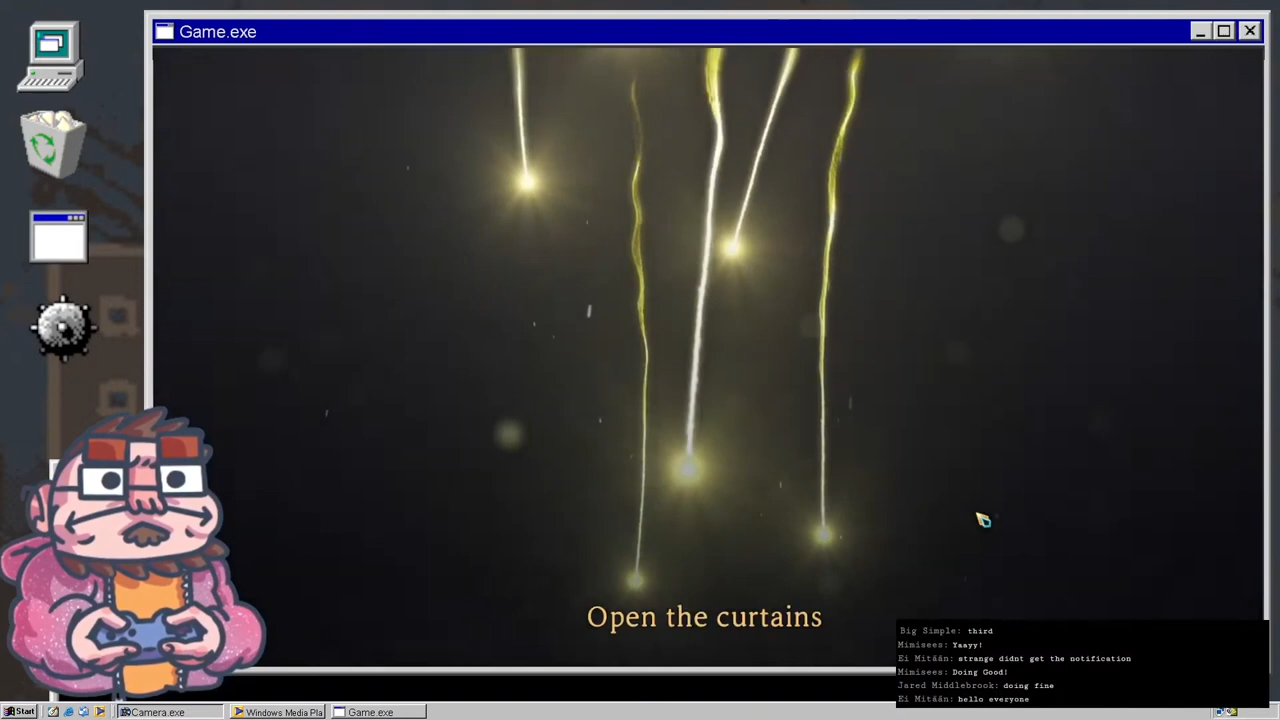 Game.exe
Open the curtains
Big Simple: third
Mimisees: Yaayy!
Ei Mitään: strange didnt get the notification
Mimisees: Doing Good!
Jared Middlebrook: doing fine
Ei Mitään: hello everyone
Start
Camera.exe
Windows Media Pla
Game.exe